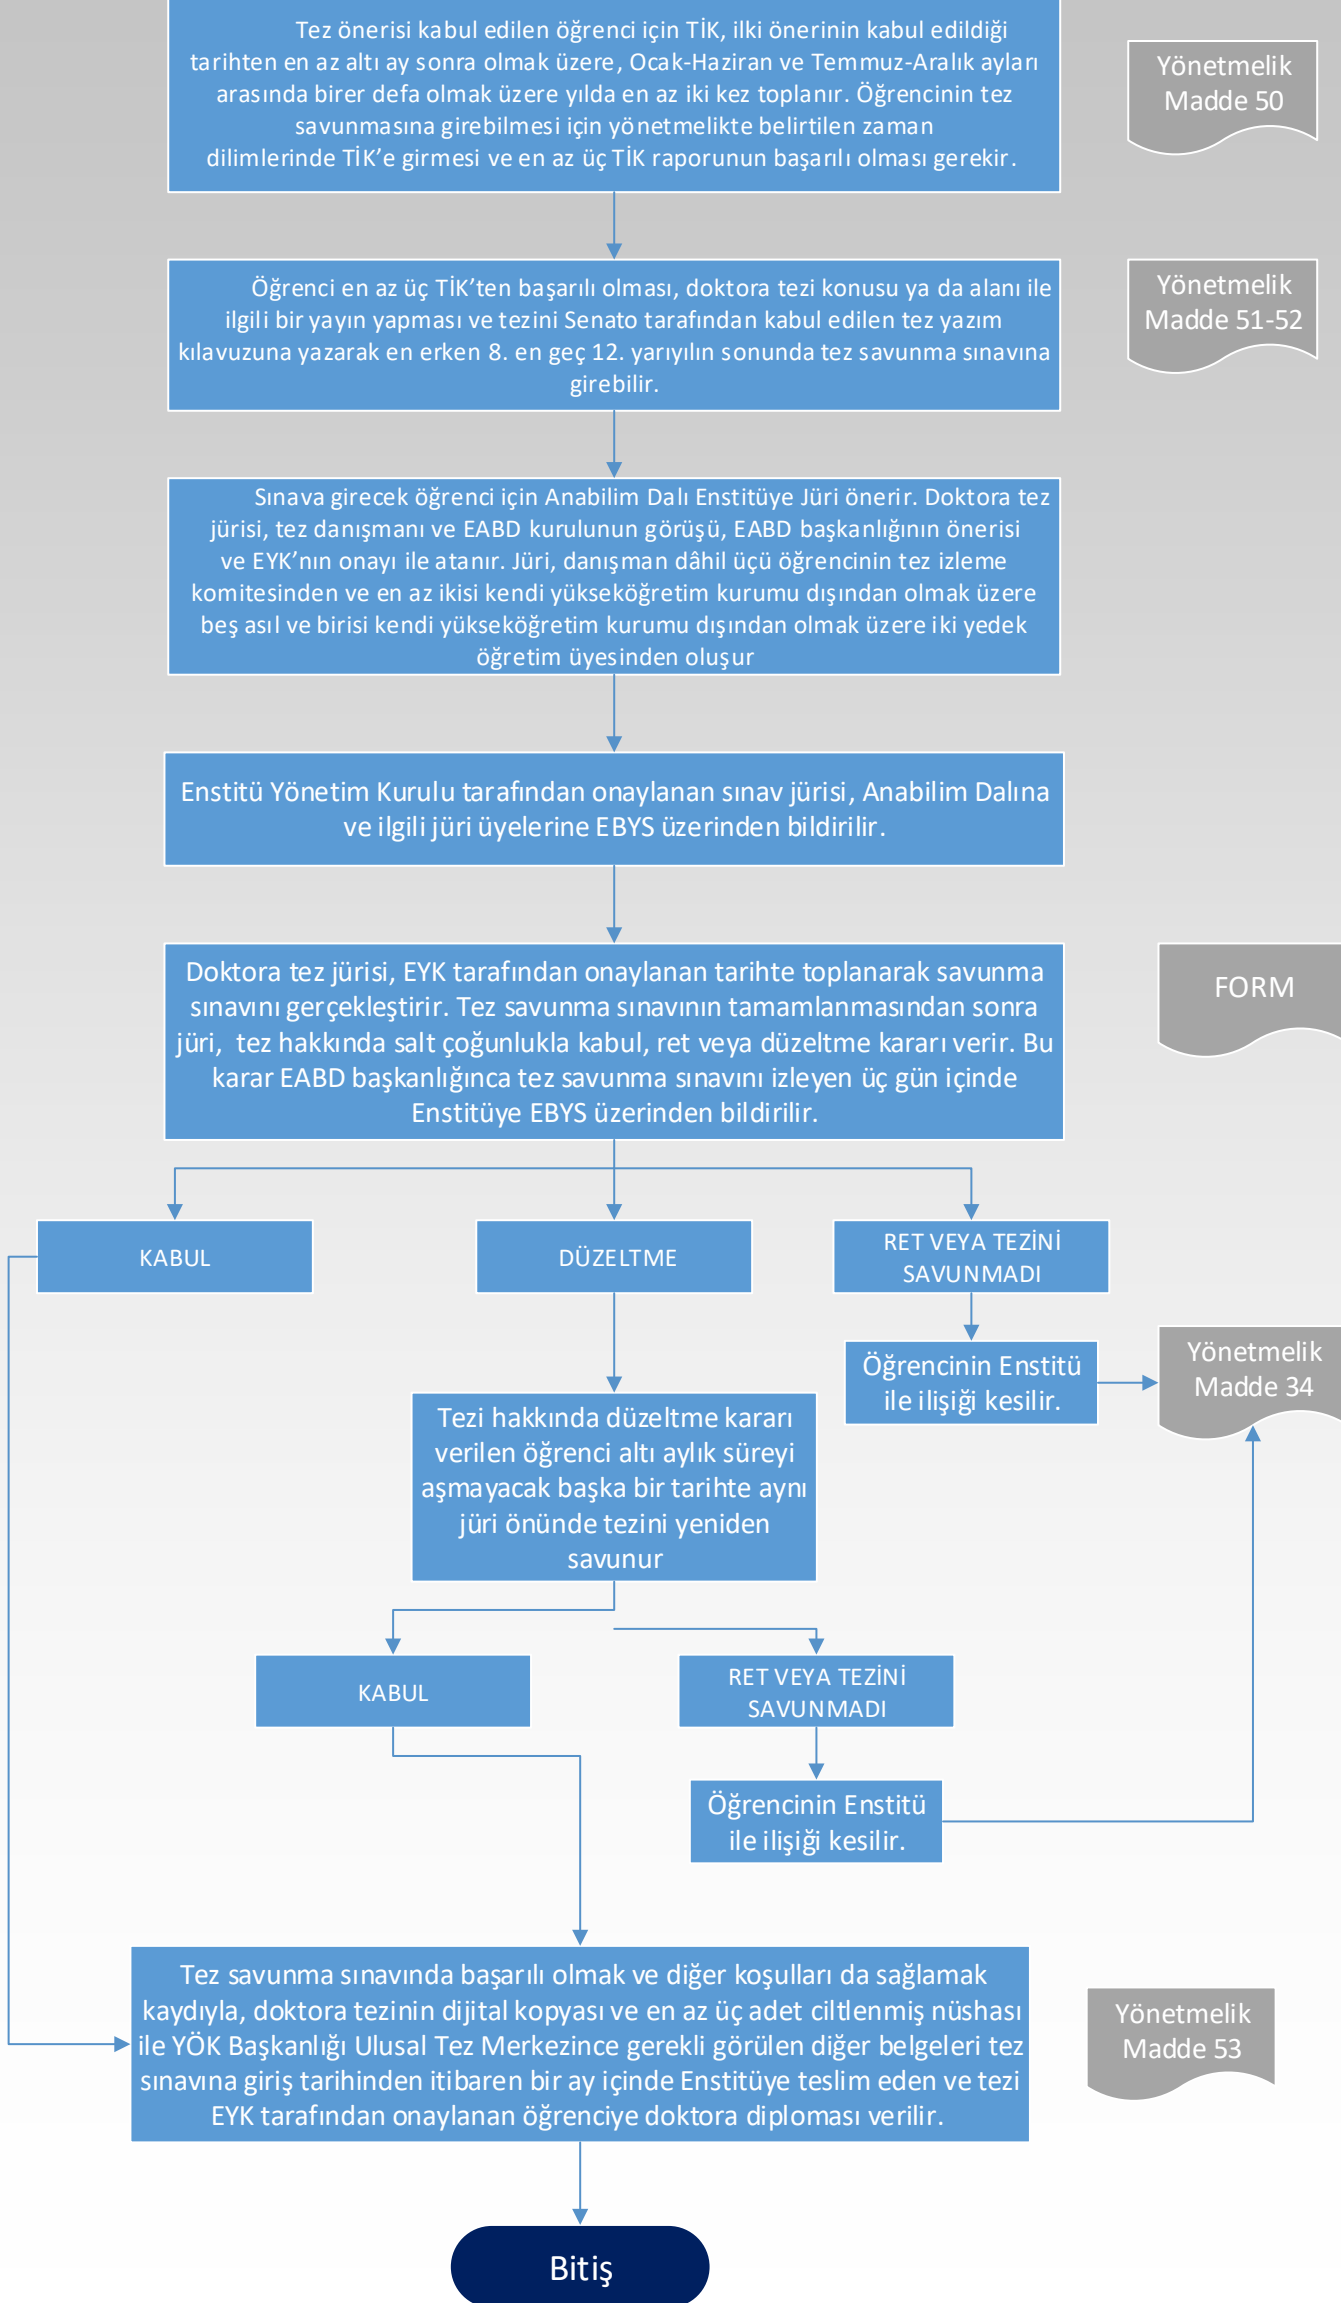 Tez önerisi kabul edilen öğrenci için TİK, ilki önerinin kabul edildiği
tarihten en az altı ay sonra olmak üzere, Ocak-Haziran ve Temmuz-Aralık ayları
arasında birer defa olmak üzere yılda en az iki kez toplanır. Öğrencinin tez
savunmasına girebilmesi için yönetmelikte belirtilen zaman
dilimlerinde TİK'e girmesi ve en az üç TİK raporunun başarılı olması gerekir.
Yönetmelik
Madde 50
Öğrenci en az üç TİK'ten başarılı olması, doktora tezi konusu ya da alanı ile
ilgili bir yayın yapması ve tezini Senato tarafından kabul edilen tez yazım
kılavuzuna yazarak en erken 8. en geç 12. yarıyılın sonunda tez savunma sınavına
girebilir.
Yönetmelik
Madde 51-52
Sınava girecek öğrenci için Anabilim Dalı Enstitüye Jüri önerir. Doktora tez
jürisi, tez danışmanı ve EABD kurulunun görüşü, EABD başkanlığının önerisi
ve EYK'nın onayı ile atanır. Jüri, danışman dâhil üçü öğrencinin tez izleme
komitesinden ve en az ikisi kendi yükseköğretim kurumu dışından olmak üzere
beş asıl ve birisi kendi yükseköğretim kurumu dışından olmak üzere iki yedek
öğretim üyesinden oluşur
Enstitü Yönetim Kurulu tarafından onaylanan sınav jürisi, Anabilim Dalına
ve ilgili jüri üyelerine EBYS üzerinden bildirilir.
Doktora tez jürisi, EYK tarafından onaylanan tarihte toplanarak savunma
sınavını gerçekleştirir. Tez savunma sınavının tamamlanmasından sonra
jüri, tez hakkında salt çoğunlukla kabul, ret veya düzeltme kararı verir. Bu
karar EABD başkanlığınca tez savunma sınavını izleyen üç gün içinde
Enstitüye EBYS üzerinden bildirilir.
FORM
KABUL
DÜZELTME
RET VEYA TEZİNİ
SAVUNMADI
Öğrencinin Enstitü
ile ilişiği kesilir.
Yönetmelik
Madde 34
Tezi hakkında düzeltme kararı
verilen öğrenci altı aylık süreyi
aşmayacak başka bir tarihte aynı
jüri önünde tezini yeniden
savunur
KABUL
RET VEYA TEZİNİ
SAVUNMADI
Öğrencinin Enstitü
ile ilişiği kesilir.
Tez savunma sınavında başarılı olmak ve diğer koşulları da sağlamak
kaydıyla, doktora tezinin dijital kopyası ve en az üç adet ciltlenmiş nüshası
ile YÖK Başkanlığı Ulusal Tez Merkezince gerekli görülen diğer belgeleri tez
sınavına giriş tarihinden itibaren bir ay içinde Enstitüye teslim eden ve tezi
EYK tarafından onaylanan öğrenciye doktora diploması verilir.
Yönetmelik
Madde 53
Bitiş